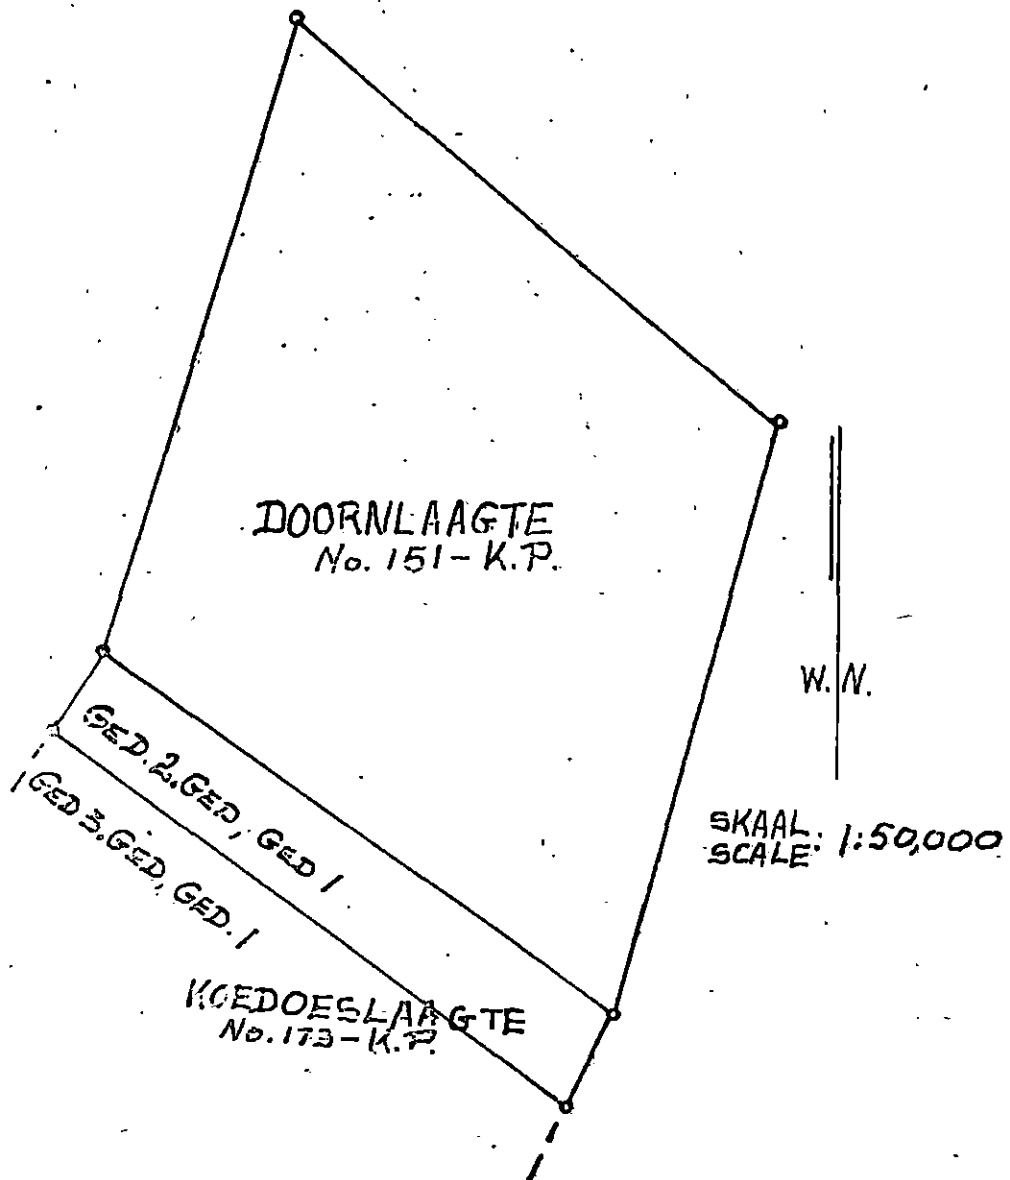 DOORNLAAGTE
No. 151-K.P.
W. N.
GED. 2. GED, GED 1
SKAAL: 1:50,000
SCALE:
GED 3. GED, GED. 1
KOEDOESLAAGTE
No. 173-K.P.